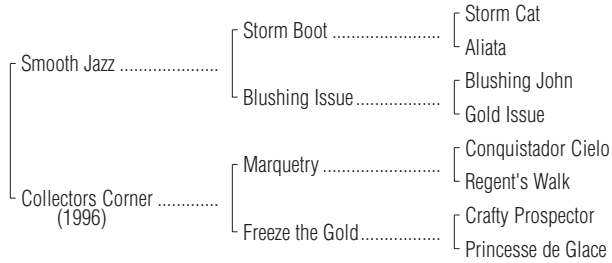 Storm Cat
Storm Boot ..................
Aliata
Smooth Jazz .....................
Blushing John
Blushing Issue ...................
Gold Issue
Conquistador Cielo
Marquetry .......................
Regent's Walk
Collectors Corner .............
(1996)
Crafty Prospector
Freeze the Gold ..................
Princesse de Glace